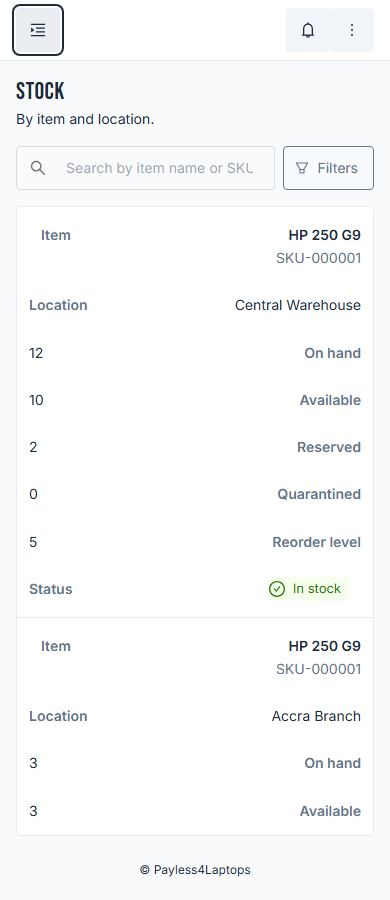 STOCK
By item and location.
Search by item name or SKU
Filters
Item HP 250 G9
SKU-000001
Location Central Warehouse
12 On hand
10 Available
2 Reserved
0 Quarantined
5 Reorder level
Status In stock
Item HP 250 G9
SKU-000001
Location Accra Branch
3 On hand
3 Available
© Payless4Laptops